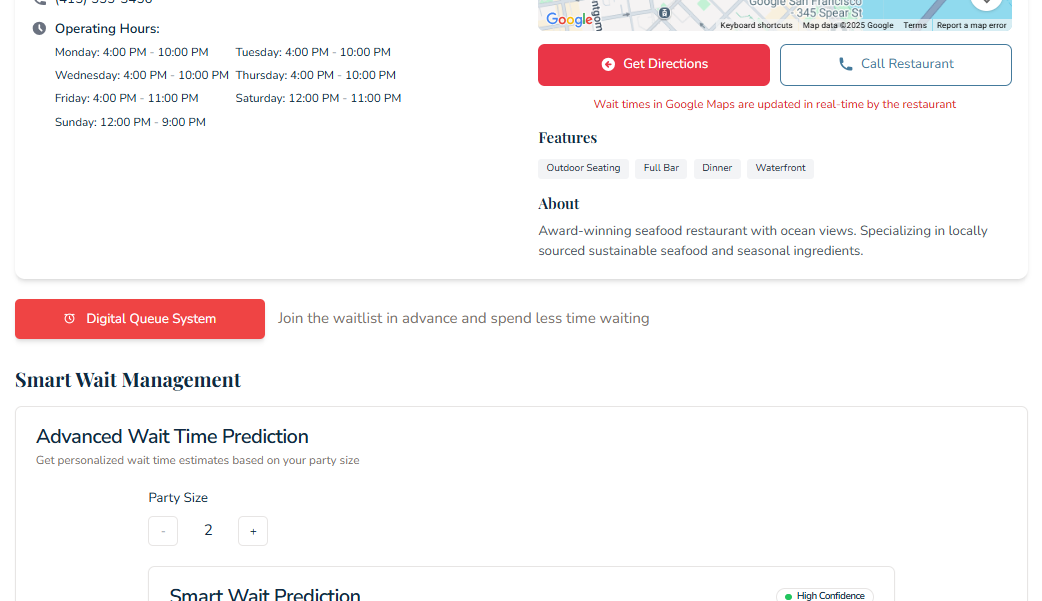 Operating Hours:
Monday: 4:00 PM - 10:00 PM Tuesday: 4:00 PM - 10:00 PM
Wednesday: 4:00 PM - 10:00 PM Thursday: 4:00 PM - 10:00 PM
Friday: 4:00 PM - 11:00 PM Saturday: 12:00 PM - 11:00 PM
Sunday: 12:00 PM - 9:00 PM
Google San Francisco
345 Spear St
Google
Keyboard shortcuts Map data ©2025 Google Terms Report a map error
Get Directions Call Restaurant
Wait times in Google Maps are updated in real-time by the restaurant
Features
Outdoor Seating Full Bar Dinner Waterfront
About
Award-winning seafood restaurant with ocean views. Specializing in locally
sourced sustainable seafood and seasonal ingredients.
Digital Queue System Join the waitlist in advance and spend less time waiting
Smart Wait Management
Advanced Wait Time Prediction
Get personalized wait time estimates based on your party size
Party Size
- 2 +
Smart Wait Prediction High Confidence